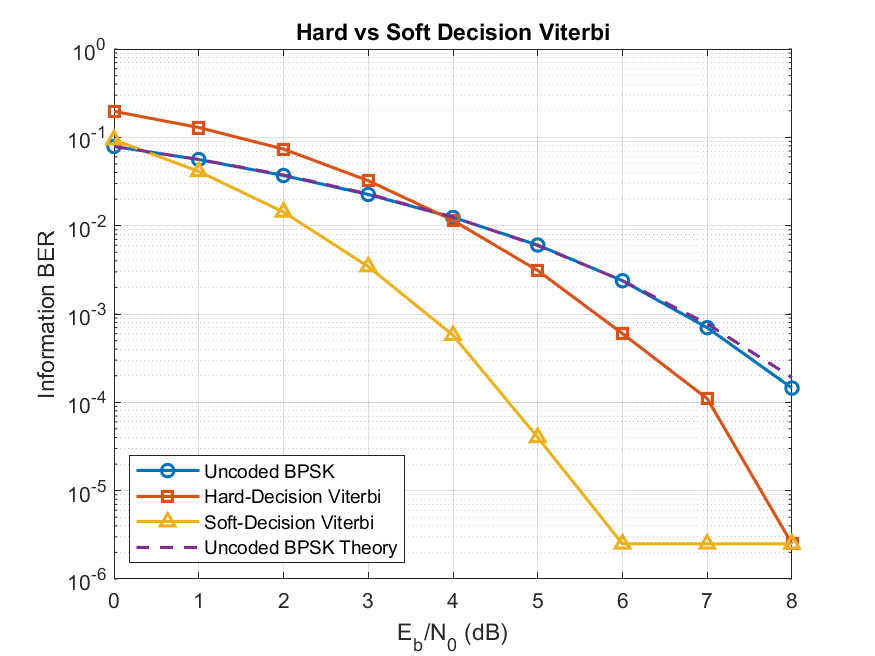 Hard vs Soft Decision Viterbi
10^0
10^-1
10^-2
10^-3
10^-4
10^-5
10^-6
Information BER
Uncoded BPSK
Hard-Decision Viterbi
Soft-Decision Viterbi
Uncoded BPSK Theory
0 1 2 3 4 5 6 7 8
E_b/N_0 (dB)